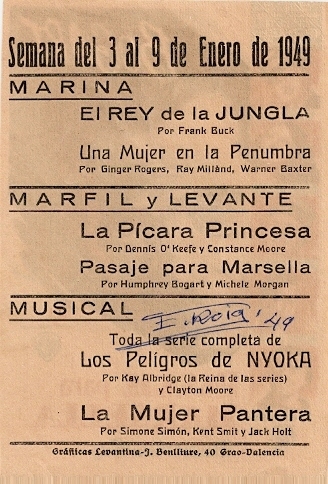 Semana del 3 al 9 de Enero de 1949
MARINA
El REY de la JUNGLA
Por Frank Buck
Una Mujer en la Penumbra
Por Ginger Rogers, Ray Milland, Warner Baxter
MARFIL y LEVANTE
La Pícara Princesa
Por Dennis O' Keefe y Constance Moore
Pasaje para Marsella
Por Humphrey Bogart y Michele Morgan
MUSICAL
'49
Toda la serie completa de
Los Peligros de NYOKA
Por Kay Albridge (la Reina de las series)
y Clayton Moore
La Mujer Pantera
Por Simone Simón, Kent Smit y Jack Holt
Gráficas Levantina-J. Benlliure, 40 Grao-Valencia